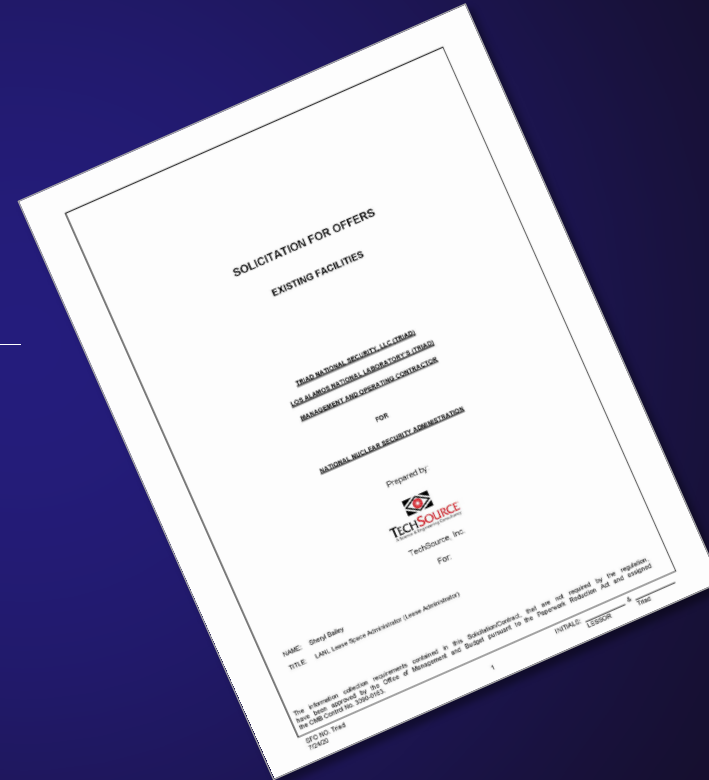 SOLICITATION FOR OFFERS
EXISTING FACILITIES
TRIAD NATIONAL SECURITY, LLC (TRIAD)
LOS ALAMOS NATIONAL LABORATORY'S (TRIAD)
MANAGEMENT AND OPERATING CONTRACTOR
FOR
NATIONAL NUCLEAR SECURITY ADMINISTRATION
Prepared by:
TECHSOURCE
A Science & Engineering Consultancy
TechSource, Inc.
For:
NAME: Sheryl Bailey
TITLE: LANL Lease Space Administrator (Lease Administrator)
The information collection requirements contained in this Solicitation/Contract, that are not required by the regulation,
have been approved by the Office of Management and Budget pursuant to the Paperwork Reduction Act and assigned
the OMB Control No. 3090-0163.
INITIALS: & 
LESSOR Triad
1
SFO NO. Triad
7/24/20